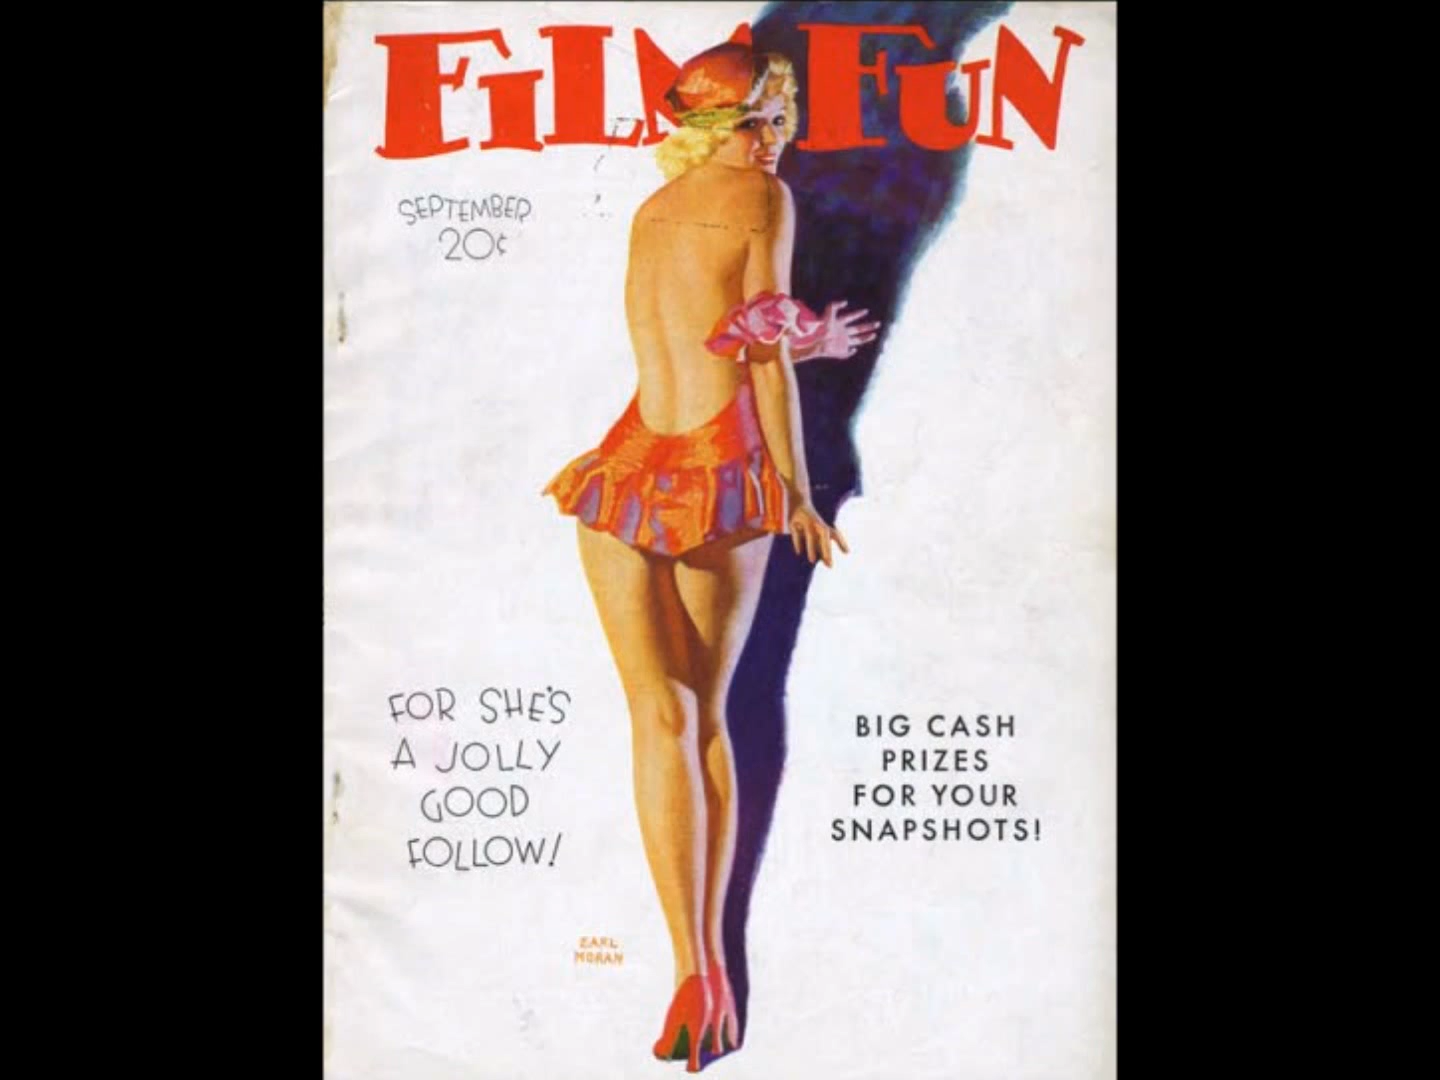 FILM FUN
SEPTEMBER
20¢
FOR SHE'S
A JOLLY
GOOD
FOLLOW!
BIG CASH
PRIZES
FOR YOUR
SNAPSHOTS!
EARL
MORAN